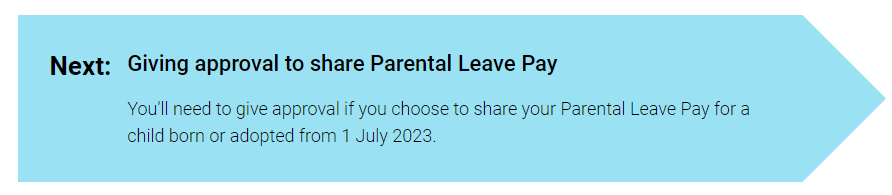 Next: Giving approval to share Parental Leave Pay
You'll need to give approval if you choose to share your Parental Leave Pay for a
child born or adopted from 1 July 2023.